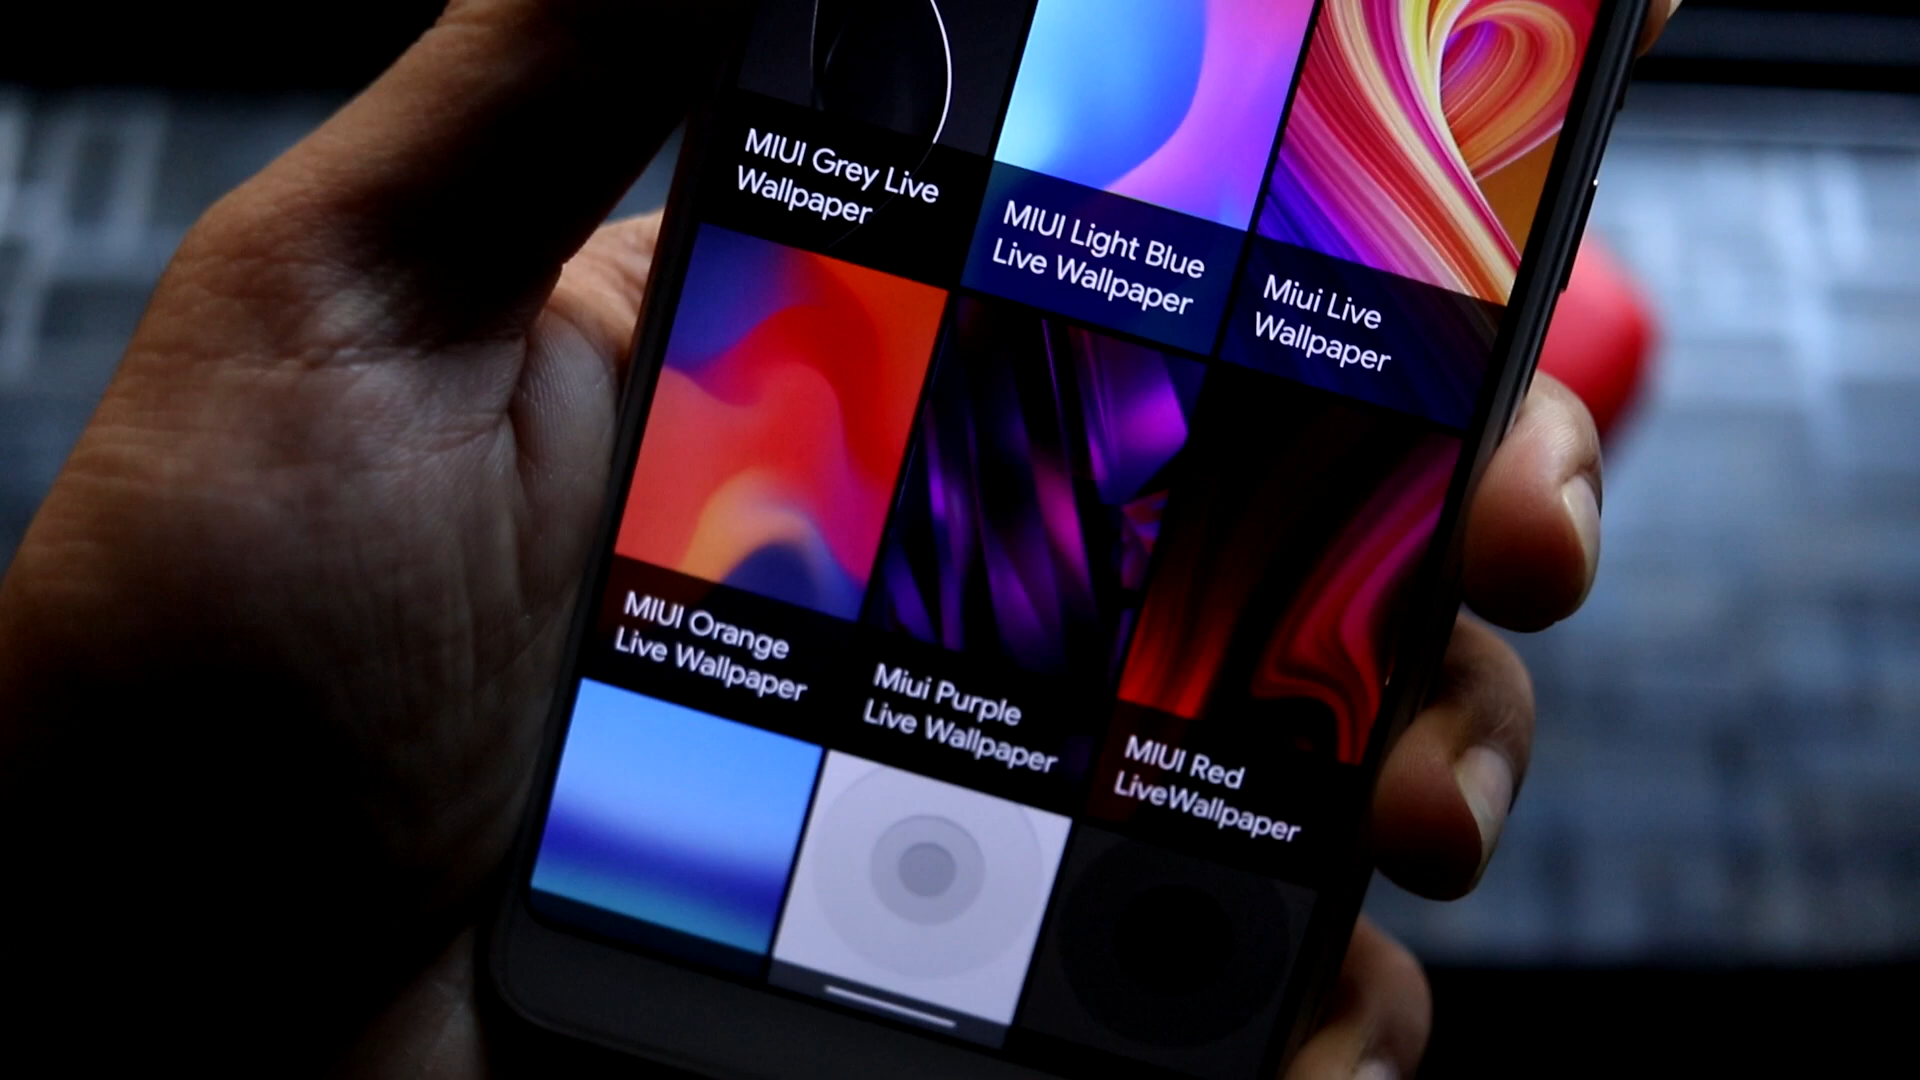 MIUI Grey Live
Wallpaper
MIUI Light Blue
Live Wallpaper
Miui Live
Wallpaper
MIUI Orange
Live Wallpaper
Miui Purple
Live Wallpaper
MIUI Red
LiveWallpaper